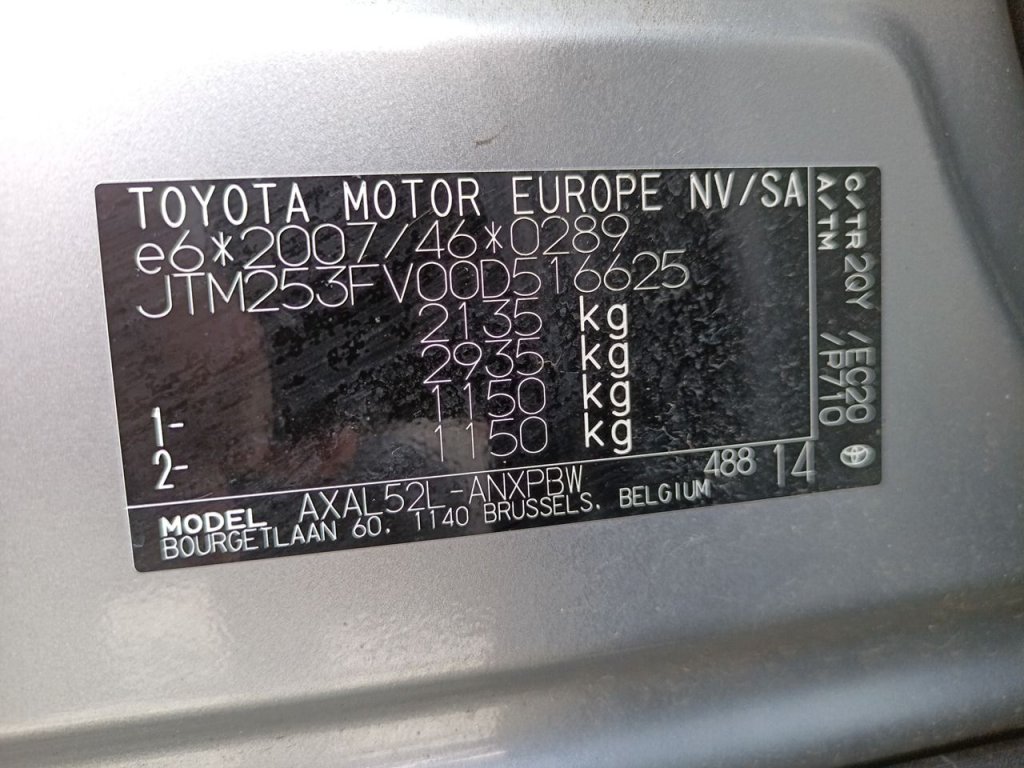 TOYOTA MOTOR EUROPE NV/SA
e6*2007/46*0289
JTM253FV00D516625
2135 kg
2935 kg
1- 1150 kg
2- 1150 kg
MODEL AXAL52L-ANXPBW
488 14
BOURGETLAAN 60, 1140 BRUSSELS, BELGIUM
C/TR 2QY /EC20
A/TM /P710